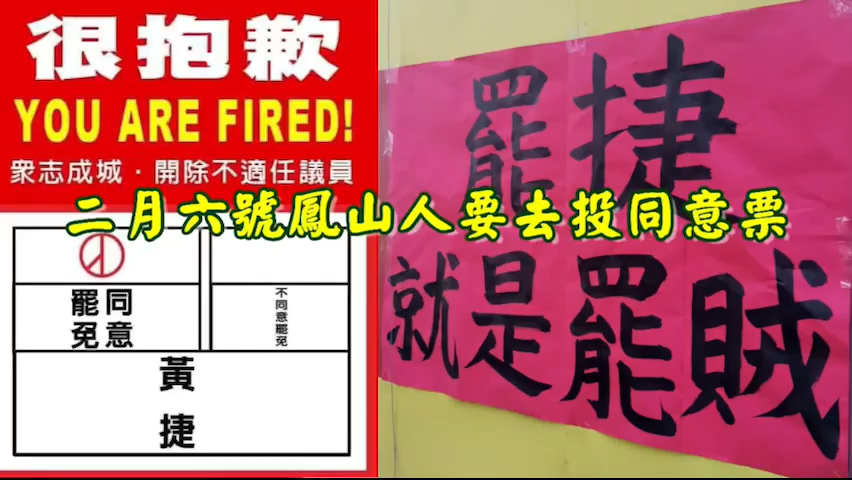 很抱歉
YOU ARE FIRED!
眾志成城·開除不適任議員
二月六號鳳山人要去投同意票
同意
罷免
不同意罷免
黃捷
罷捷
就是罷賊